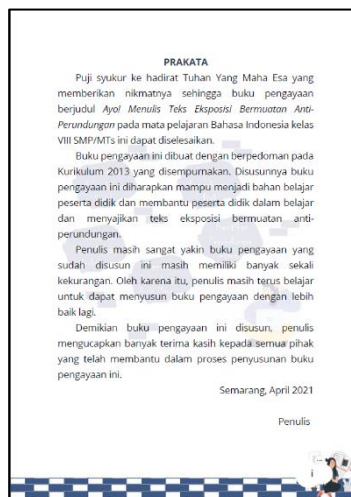 PRAKATA
Puji syukur ke hadirat Tuhan Yang Maha Esa yang
memberikan nikmatnya sehingga buku pengayaan
berjudul Ayo! Menulis Teks Eksposisi Bermuatan Anti-
Perundungan pada mata pelajaran Bahasa Indonesia kelas
VIII SMP/MTs ini dapat diselesaikan.
Buku pengayaan ini dibuat dengan berpedoman pada
Kurikulum 2013 yang disempurnakan. Disusunnya buku
pengayaan ini diharapkan mampu menjadi bahan belajar
peserta didik dan membantu peserta didik dalam belajar
dan menyajikan teks eksposisi bermuatan anti-
perundungan.
Penulis masih sangat yakin buku pengayaan yang
sudah disusun ini masih memiliki banyak sekali
kekurangan. Oleh karena itu, penulis masih terus belajar
untuk dapat menyusun buku pengayaan dengan lebih
baik lagi.
Demikian buku pengayaan ini disusun, penulis
mengucapkan banyak terima kasih kepada semua pihak
yang telah membantu dalam proses penyusunan buku
pengayaan ini.
Semarang, April 2021
Penulis
i